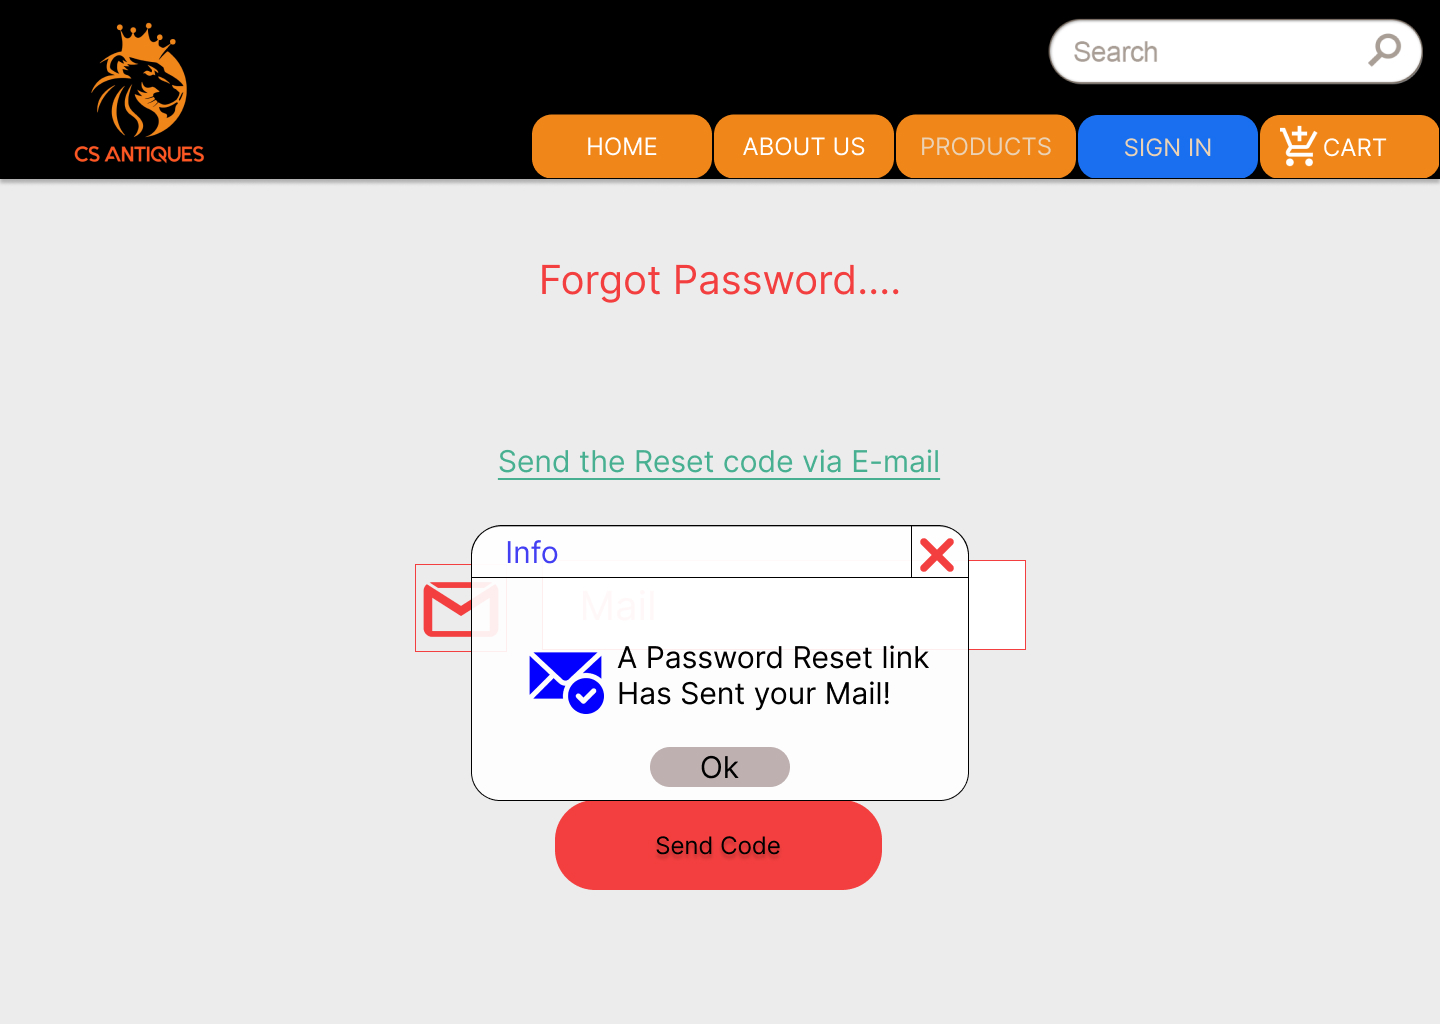 CS ANTIQUES
Search
HOME
ABOUT US
PRODUCTS
SIGN IN
CART
Forgot Password....
Send the Reset code via E-mail
Info
Mail
A Password Reset link
Has Sent your Mail!
Ok
Send Code